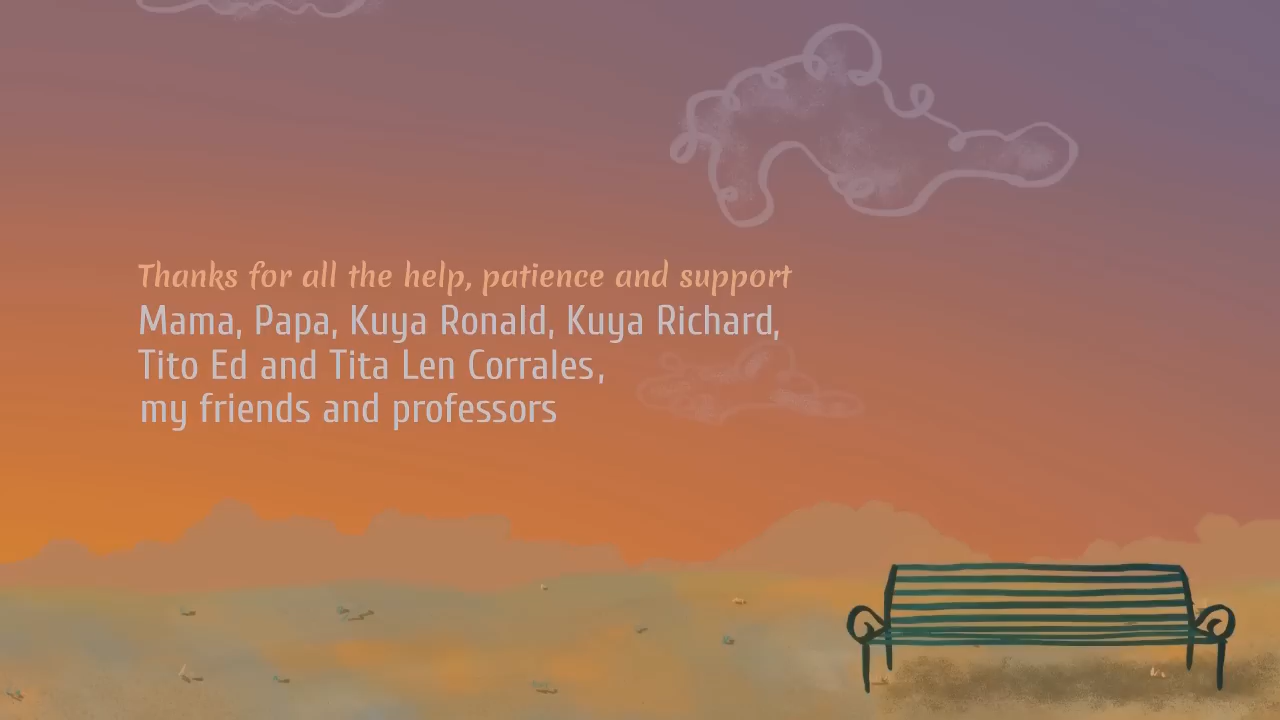 Thanks for all the help, patience and support
Mama, Papa, Kuya Ronald, Kuya Richard,
Tito Ed and Tita Len Corrales,
my friends and professors